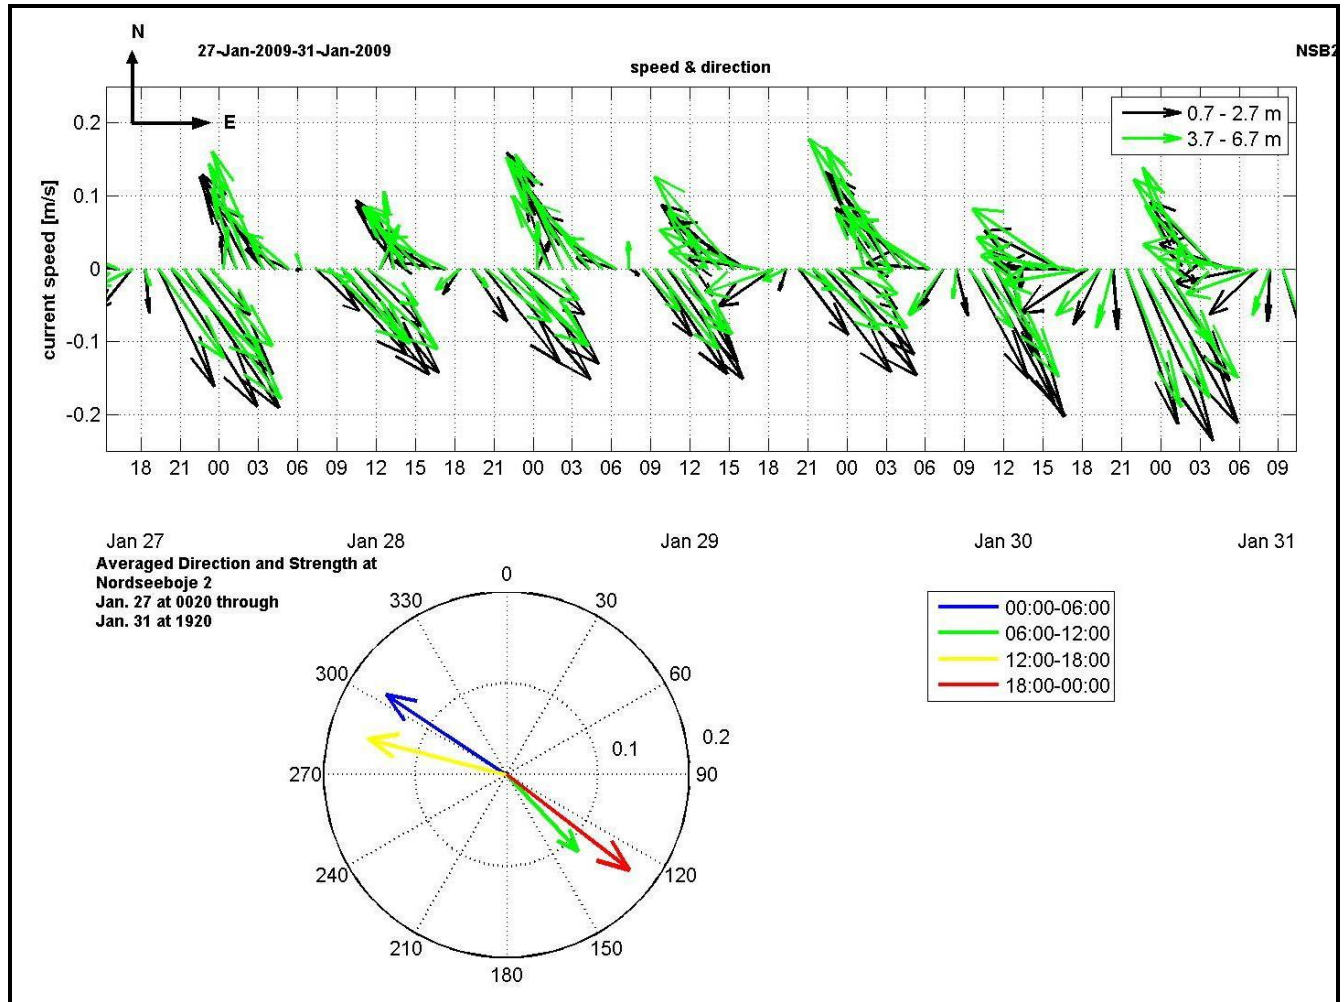 N
27-Jan-2009-31-Jan-2009
NSB2
speed & direction
E
0.7 - 2.7 m
3.7 - 6.7 m
current speed [m/s]
0.2
0.1
0
-0.1
-0.2
18 21 00 03 06 09 12 15 18 21 00 03 06 09 12 15 18 21 00 03 06 09 12 15 18 21 00 03 06 09
Jan 27 Jan 28 Jan 29 Jan 30 Jan 31
Averaged Direction and Strength at
Nordseeboje 2
Jan. 27 at 0020 through
Jan. 31 at 1920
0
330 30
300 60
0.1 0.2
270 90
240 120
210 150
180
00:00-06:00
06:00-12:00
12:00-18:00
18:00-00:00